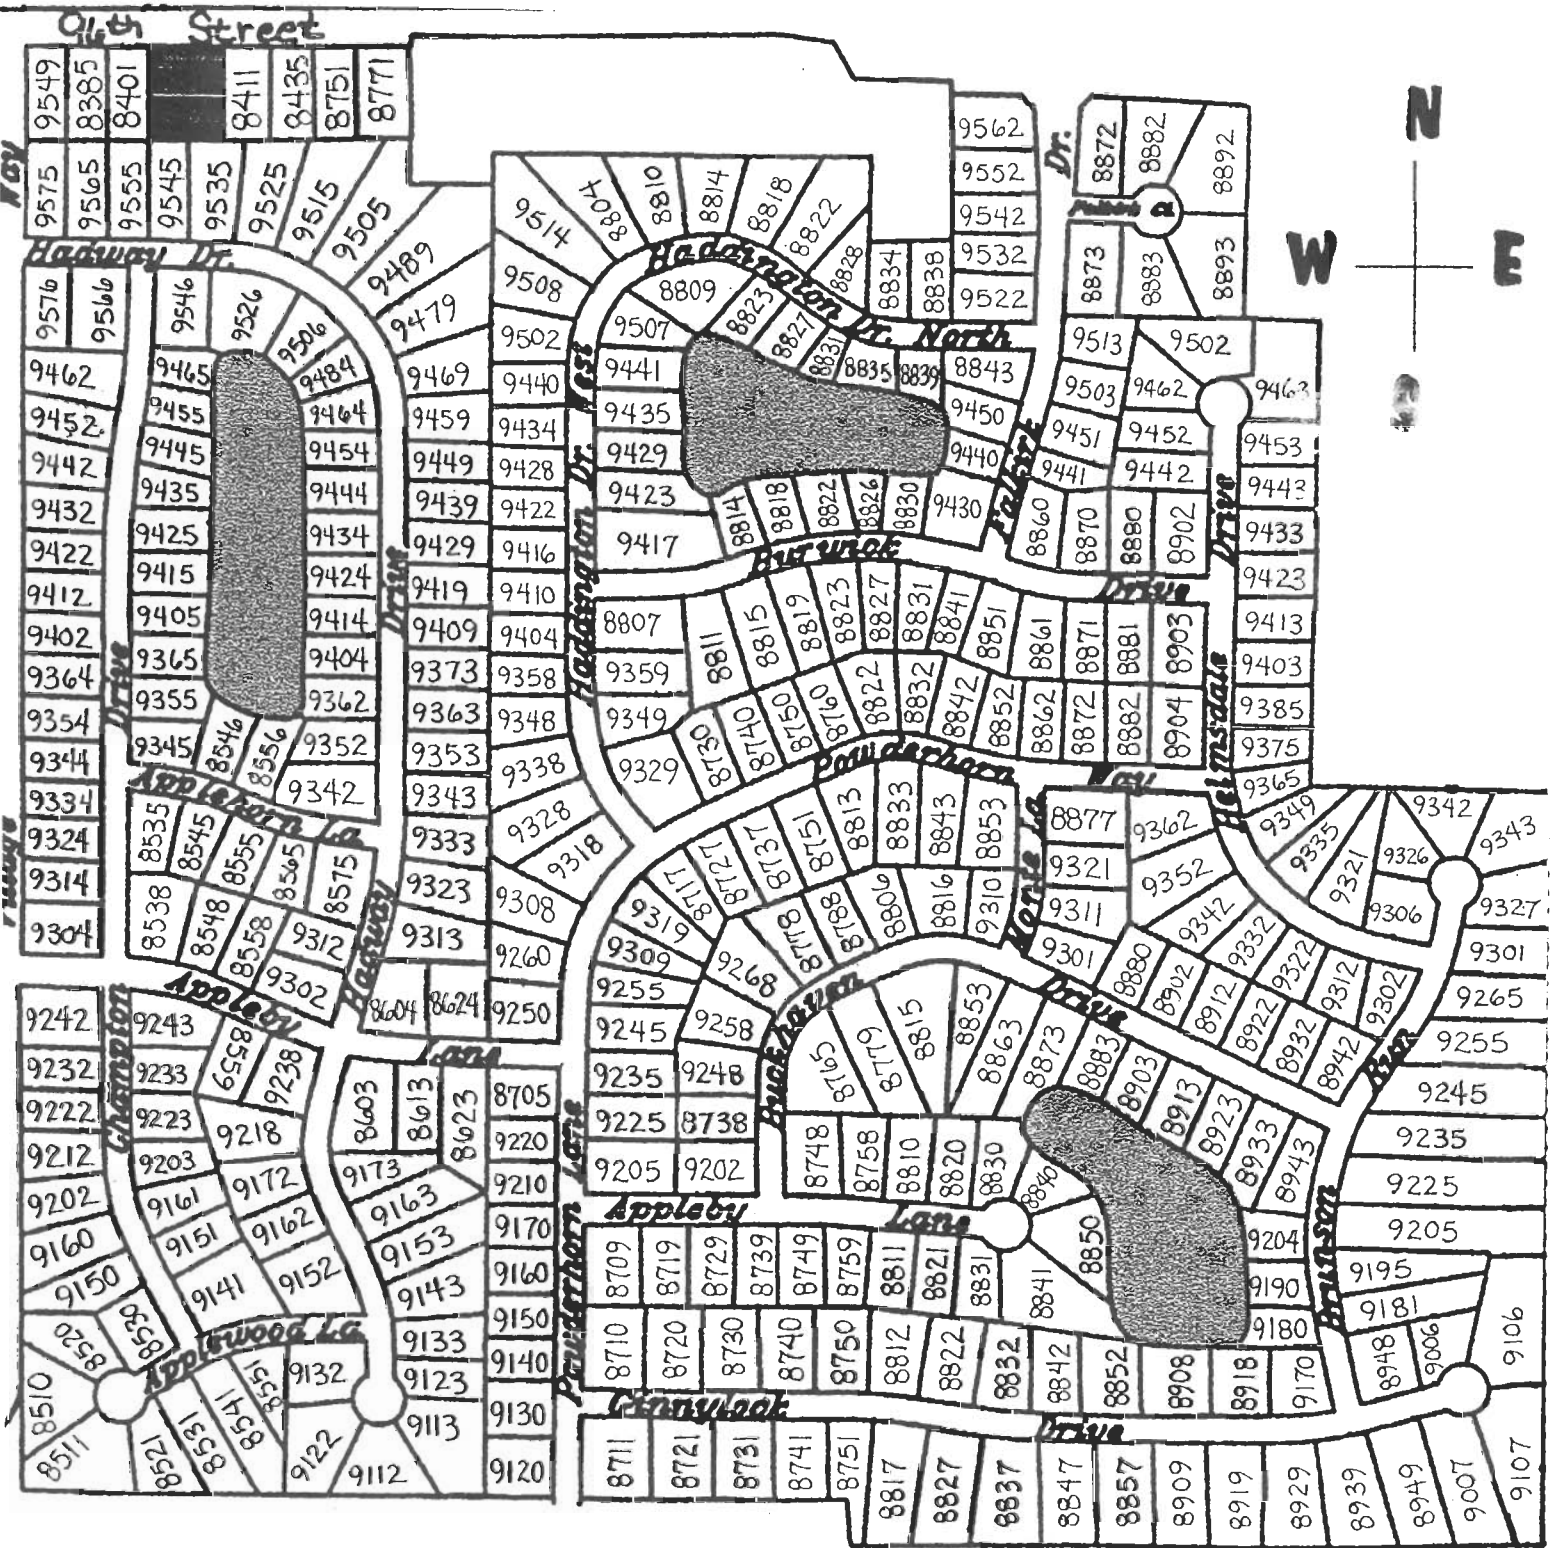 96th Street
9549 8385 8401 8411 8435 8751 8771
Way
9575 9565 9555 9545 9535 9525 9515 9505 9489 9479
Hadway Dr.
9576 9566 9546 9526 9506 9484
N
W E
S
9562
9552
9542
9532
9522
Dr.
8872 8882 8892
8873 8883 8893
9514 8804 8810 8814 8818 8822 8828 8834 8838
Haddington Dr. North
9508
9502
9440
9434
9428
9422
9416
9410
9404
9358
9348
9338
9328
9318
9308
9260
9250
8809 8823 8827 8831 8835 8839 8843
9507
9441
9435
9429
9423
9417
9450
9440
9430
8814 8818 8822 8826 8830
Haddington Dr. West
9513 9502
9503 9462 9463
9451 9452 9453
9441 9442 9443
8860 8870 8880 8902 9433
9423
9413
9403
9385
9375
9365
Burwick Drive
Helmsdale Drive
9462
9452
9442
9432
9422
9412
9402
9364
9354
9344
9334
9324
9314
9304
9465
9455
9445
9435
9425
9415
9405
9365
9355
9345 8546 8556
9464
9454
9444
9434
9424
9414
9404
9362
9352
9342
Drive
Drive
9469
9459
9449
9439
9429
9419
9409
9373
9363
9353
9343
9333
9323
9313
8604 8624
Applehorn La.
8535 8545 8555 8565 8575
8538 8548 8558 9312
9302
Hadway
8807 8811 8815 8819 8823 8827 8831 8841 8851 8861 8871 8881 8903
9359
9349
9329 8730 8740 8750 8760 8822 8832 8842 8852 8862 8872 8882 8904
Powderhorn Way
9319 8717 8727 8737 8751 8813 8833 8843 8853
8877 9362 9349 9335 9321 9326 9342 9343
9321 9352 9306 9327
9311 9342 9332 9322 9312 9302 9301
9301 8880 8902 8912 8922 8932 8942
9309 9268 8778 8788 8806 8816 9310
9255 9258
9245
9235 9248
9225 8738
9205 9202
Buckhaven Drive
8765 8779 8815 8853 8863 8873 8883 8903 8913 8923 8933 8943
9265
9255
9245
9235
9225
9205
9195
9181
9204
9190
9180
Brunson
Appleby Lane
9242
9232
9222
9212
9202
9160
9150
Champton
9243
9233
9223
9203
9161
9151
9141
8559 9238
9218
9172
9162
9152
8603 8613 8623
9173
9163
9153
9143
9133
9123
9113
8705
9220
9210
9170
9160
9150
9140
9130
9120
Powderhorn Lane
8748 8758 8810 8820 8830 8840
8850
Appleby Lane
8709 8719 8729 8739 8749 8759 8811 8821 8831 8841
8710 8720 8730 8740 8750 8812 8822 8832 8842 8852 8908 8918 9170
8948 9006 9106
Ginnylock Drive
8711 8721 8731 8741 8751 8817 8827 8837 8847 8857 8909 8919 8929 8939 8949 9007 9107
Applewood La.
8520 8530
8510
8511 8521 8531 8541 8551 9132
9122 9112